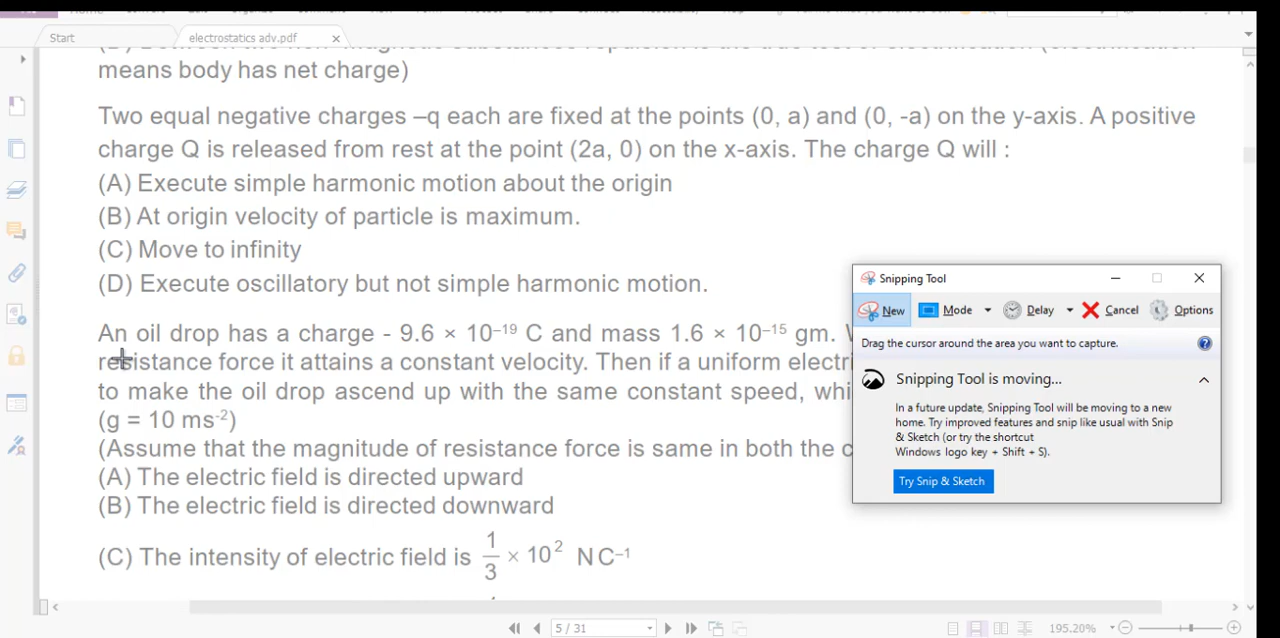 Start
electrostatics adv.pdf ×
means body has net charge)
Two equal negative charges –q each are fixed at the points (0, a) and (0, -a) on the y-axis. A positive
charge Q is released from rest at the point (2a, 0) on the x-axis. The charge Q will :
(A) Execute simple harmonic motion about the origin
(B) At origin velocity of particle is maximum.
(C) Move to infinity
(D) Execute oscillatory but not simple harmonic motion.
An oil drop has a charge - 9.6 × 10⁻¹⁹ C and mass 1.6 × 10⁻¹⁵ gm.
resistance force it attains a constant velocity. Then if a uniform electri
to make the oil drop ascend up with the same constant speed, whi
(g = 10 ms⁻²)
(Assume that the magnitude of resistance force is same in both the c
(A) The electric field is directed upward
(B) The electric field is directed downward
(C) The intensity of electric field is 1/3 × 10² N C⁻¹
Snipping Tool
New Mode Delay Cancel Options
Drag the cursor around the area you want to capture.
Snipping Tool is moving...
In a future update, Snipping Tool will be moving to a new
home. Try improved features and snip like usual with Snip
& Sketch (or try the shortcut
Windows logo key + Shift + S).
Try Snip & Sketch
5 / 31
195.20%